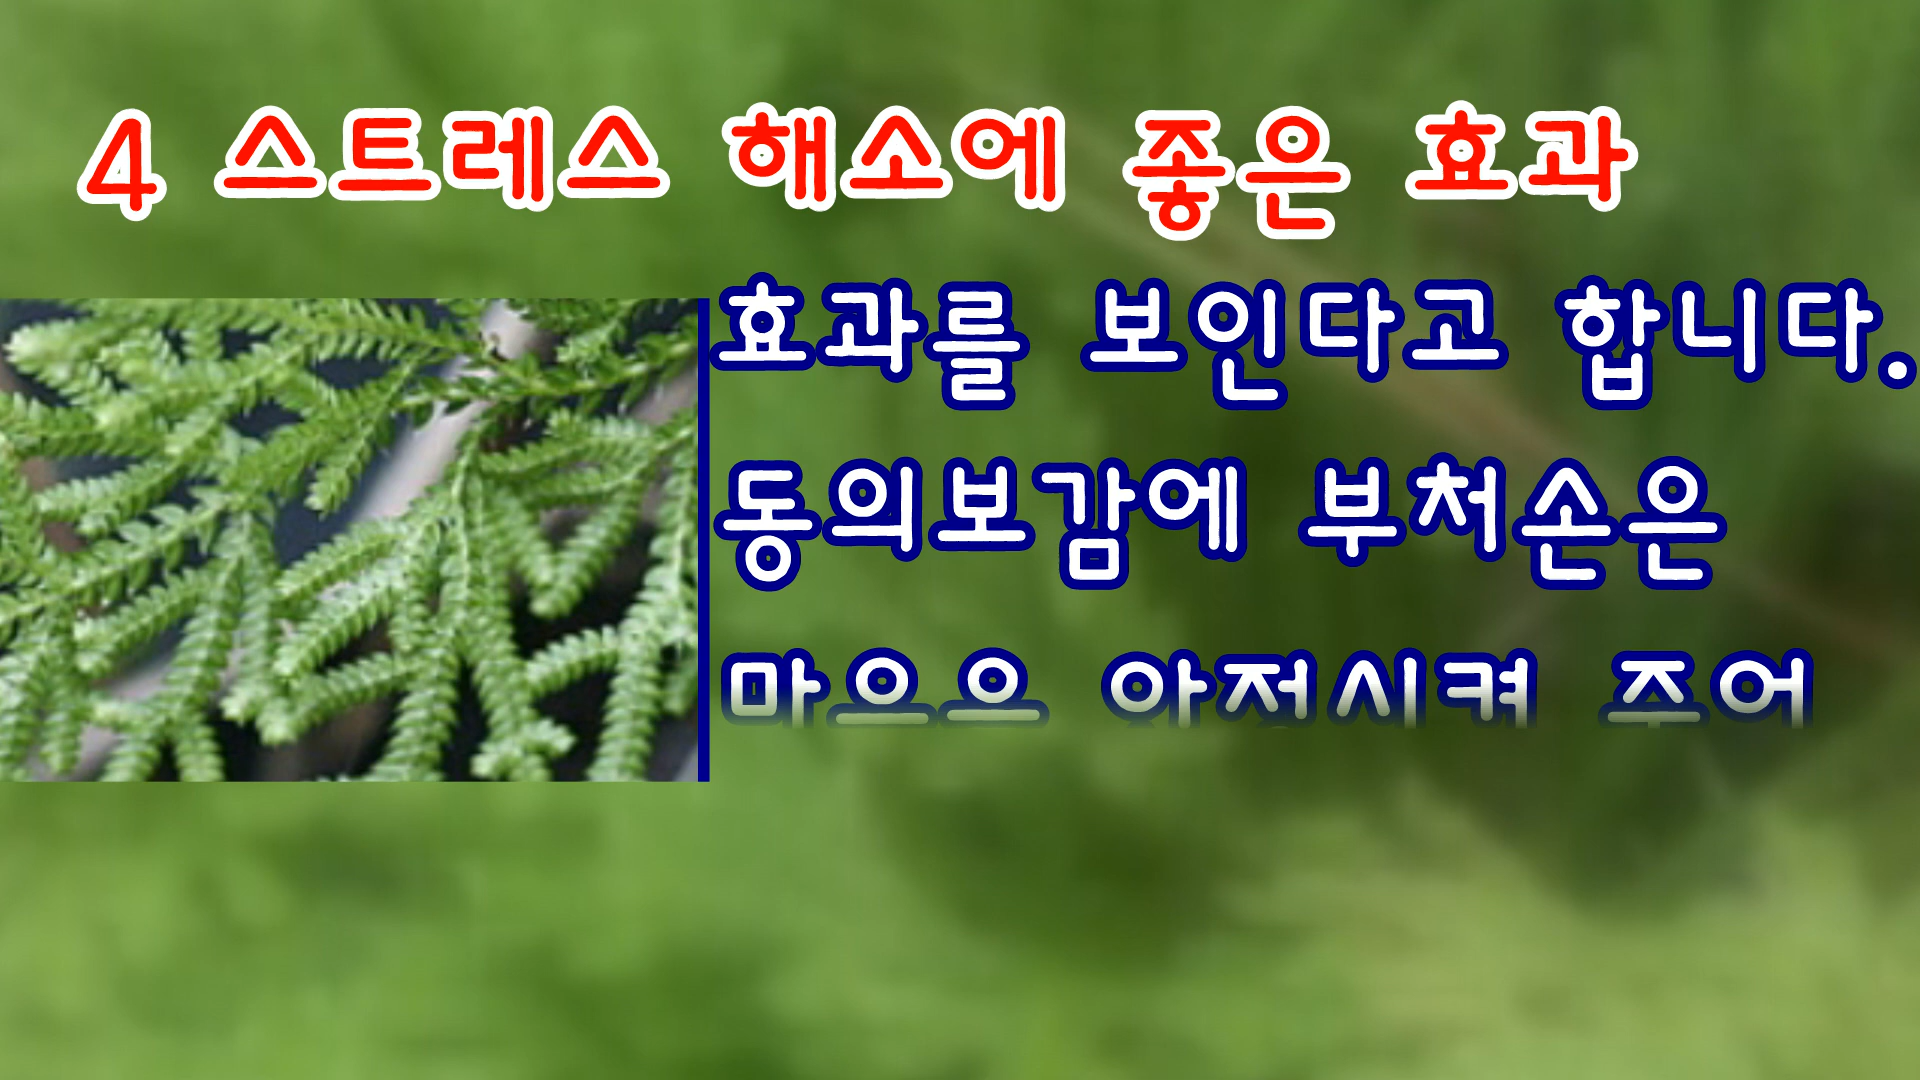 4 스트레스 해소에 좋은 효과
효과를 보인다고 합니다.
동의보감에 부처손은
마음을 안정시켜 주어